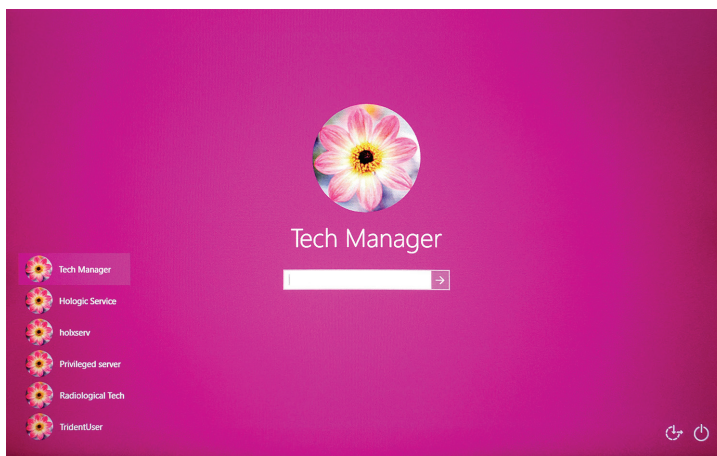 Tech Manager
Tech Manager
Hologic Service
holxserv
Privileged server
Radiological Tech
TridentUser